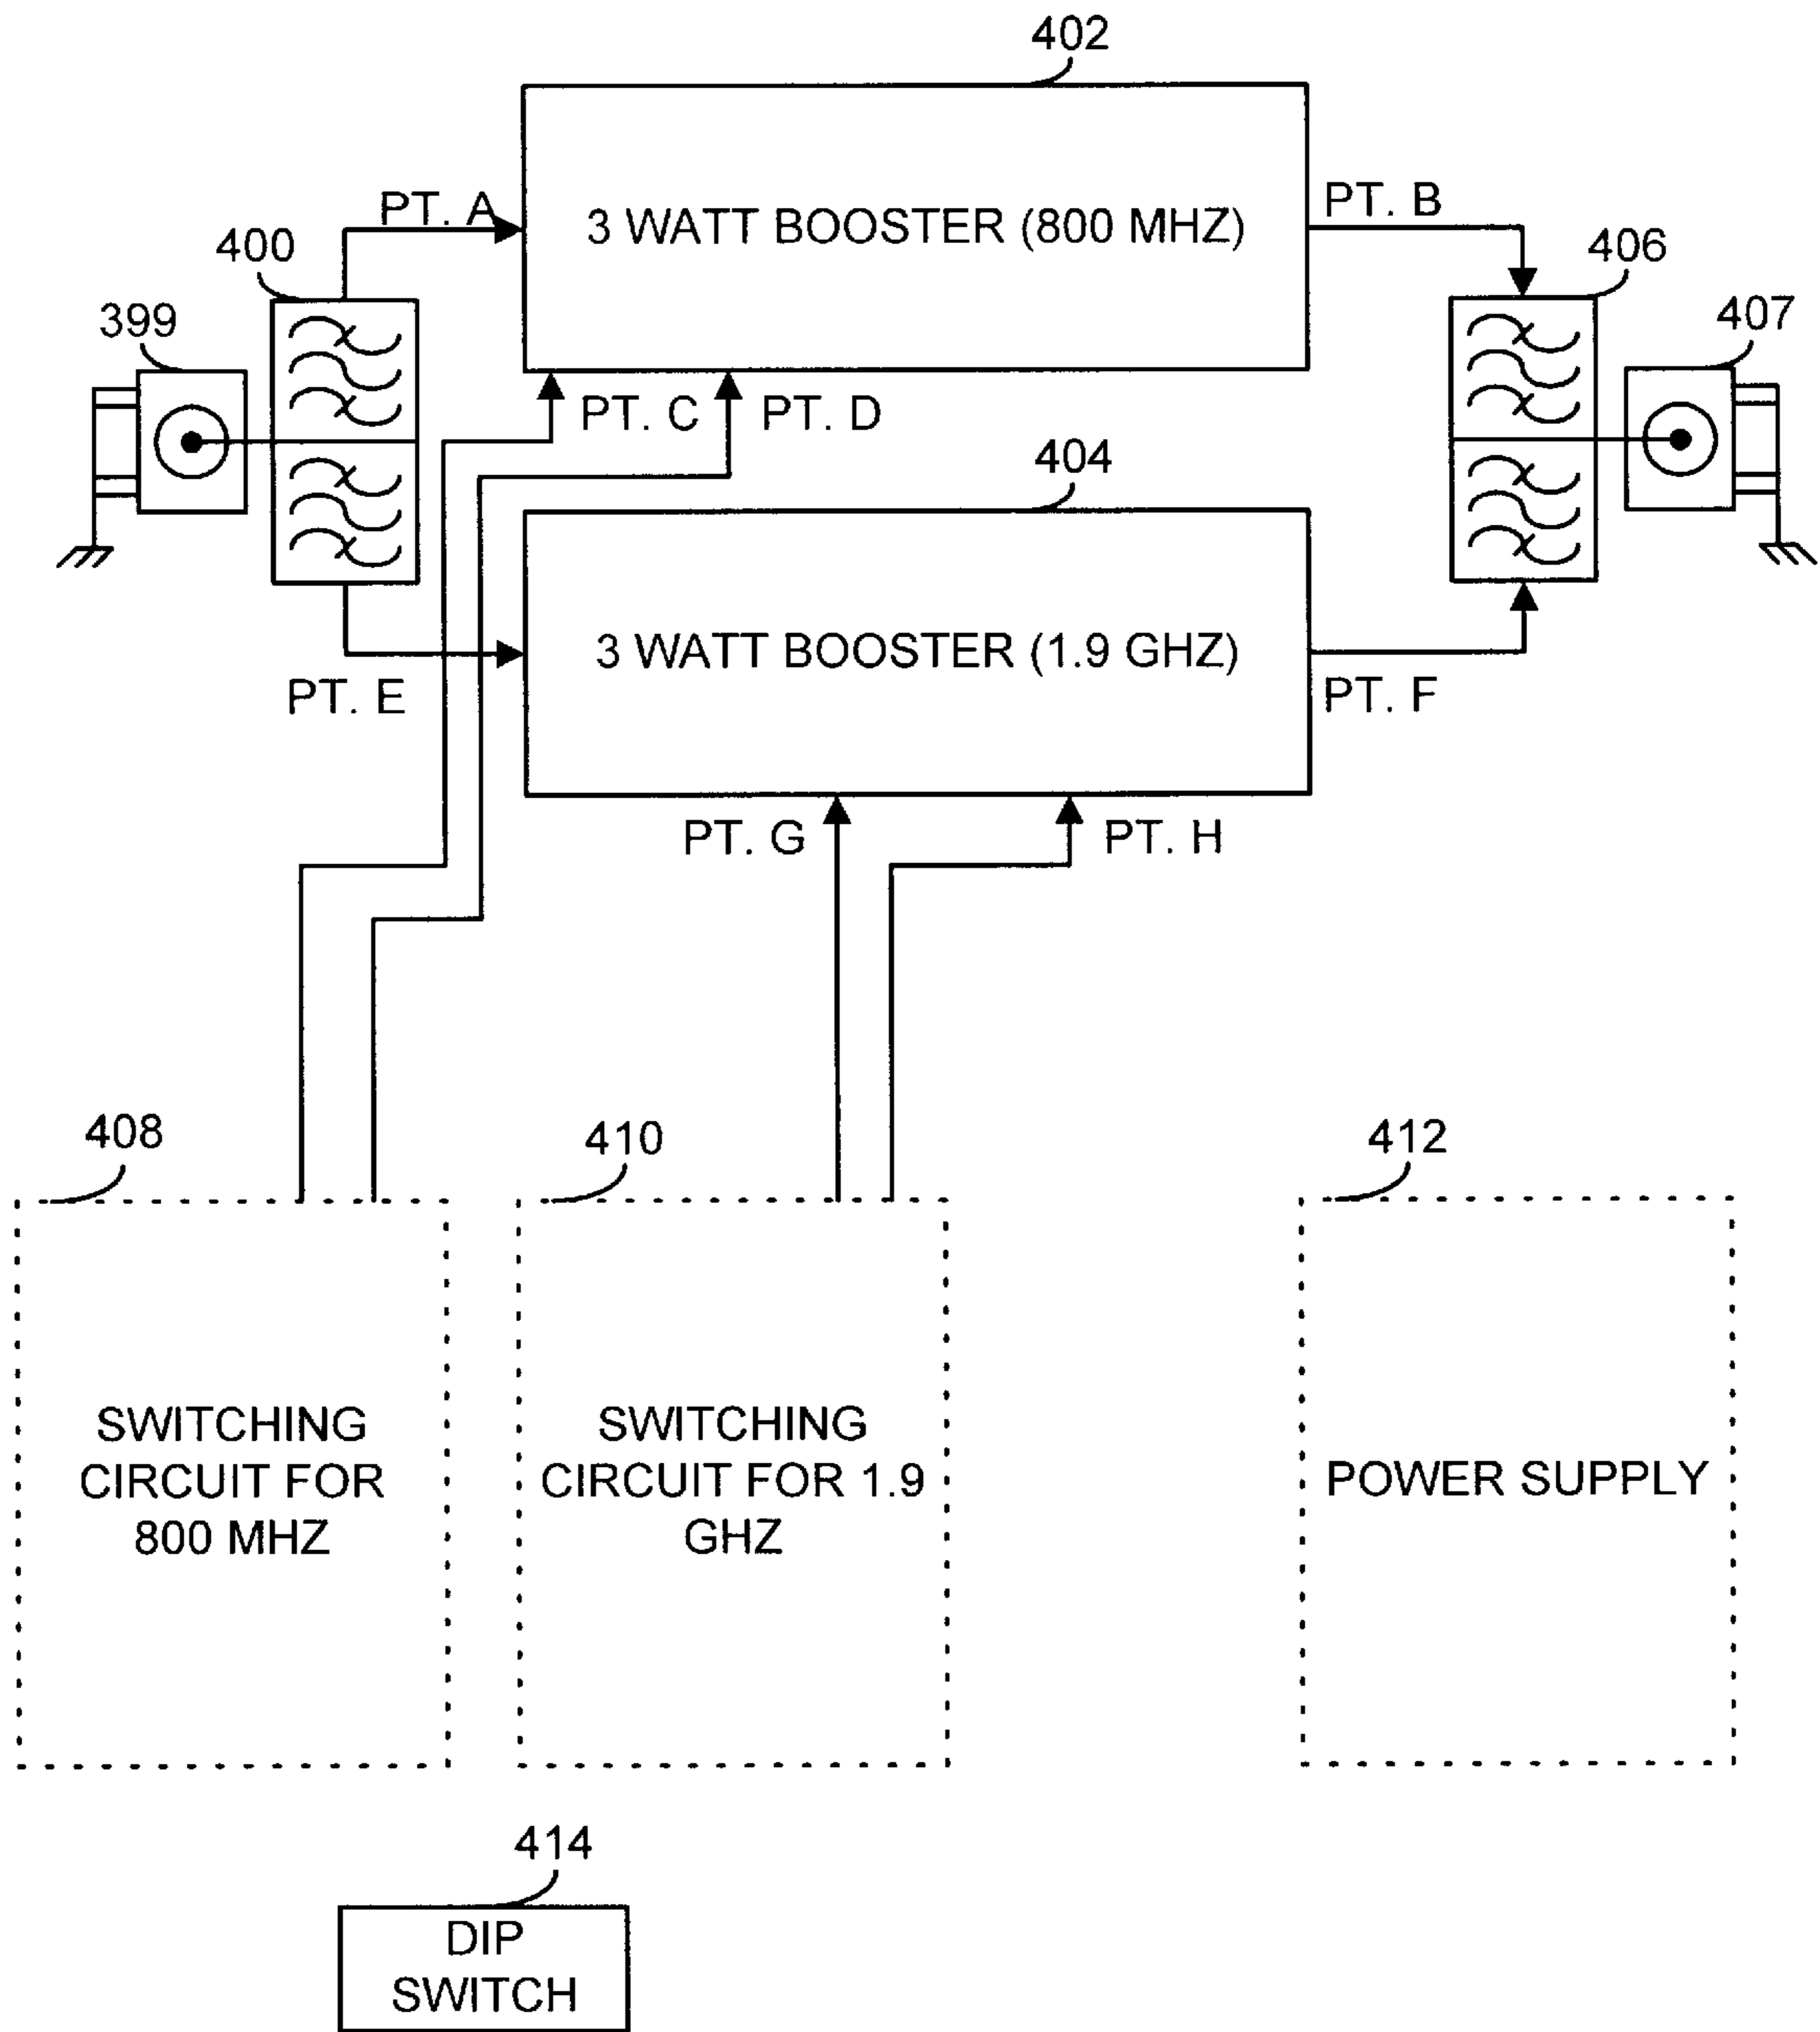 402
3 WATT BOOSTER (800 MHZ)
PT. A
PT. B
400
406
399
407
PT. C
PT. D
404
3 WATT BOOSTER (1.9 GHZ)
PT. E
PT. F
PT. G
PT. H
408
410
412
SWITCHING
CIRCUIT FOR
800 MHZ
SWITCHING
CIRCUIT FOR 1.9
GHZ
POWER SUPPLY
414
DIP
SWITCH